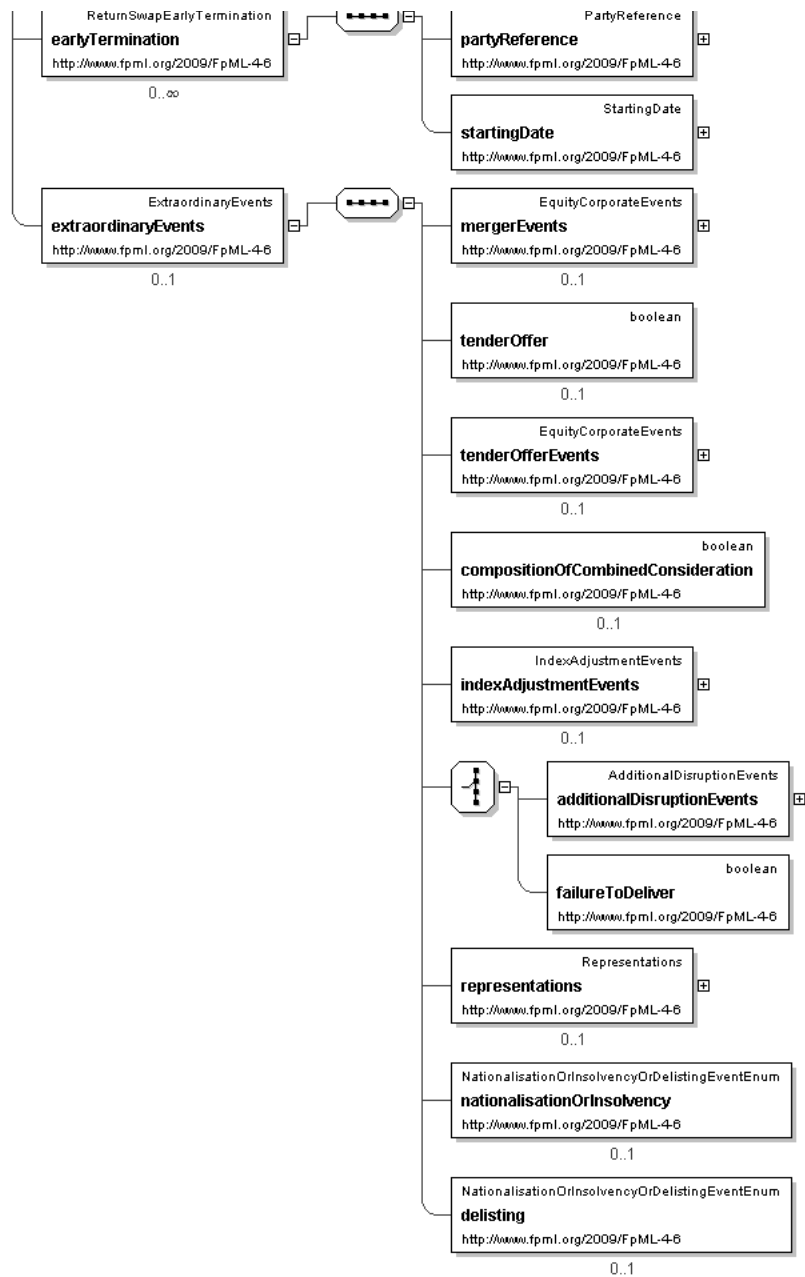 ReturnSwapEarlyTermination
earlyTermination
http://www.fpml.org/2009/FpML-4-6
0..∞
PartyReference
partyReference
http://www.fpml.org/2009/FpML-4-6
StartingDate
startingDate
http://www.fpml.org/2009/FpML-4-6
ExtraordinaryEvents
extraordinaryEvents
http://www.fpml.org/2009/FpML-4-6
0..1
EquityCorporateEvents
mergerEvents
http://www.fpml.org/2009/FpML-4-6
0..1
boolean
tenderOffer
http://www.fpml.org/2009/FpML-4-6
0..1
EquityCorporateEvents
tenderOfferEvents
http://www.fpml.org/2009/FpML-4-6
0..1
boolean
compositionOfCombinedConsideration
http://www.fpml.org/2009/FpML-4-6
0..1
IndexAdjustmentEvents
indexAdjustmentEvents
http://www.fpml.org/2009/FpML-4-6
0..1
AdditionalDisruptionEvents
additionalDisruptionEvents
http://www.fpml.org/2009/FpML-4-6
boolean
failureToDeliver
http://www.fpml.org/2009/FpML-4-6
Representations
representations
http://www.fpml.org/2009/FpML-4-6
0..1
NationalisationOrInsolvencyOrDelistingEventEnum
nationalisationOrInsolvency
http://www.fpml.org/2009/FpML-4-6
0..1
NationalisationOrInsolvencyOrDelistingEventEnum
delisting
http://www.fpml.org/2009/FpML-4-6
0..1